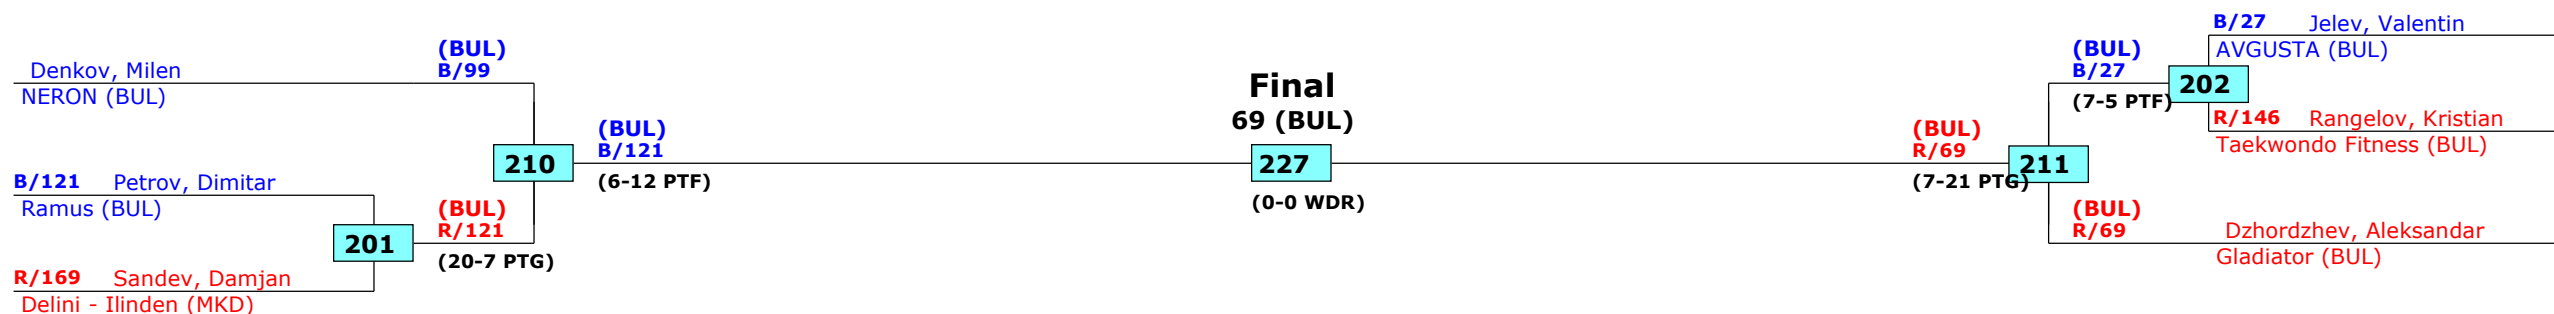 Denkov, Milen
NERON (BUL)
(BUL)
B/99
B/121 Petrov, Dimitar
Ramus (BUL)
R/169 Sandev, Damjan
Delini - Ilinden (MKD)
201
(BUL)
R/121
(20-7 PTG)
210
(BUL)
B/121
(6-12 PTF)
Final
69 (BUL)
227
(0-0 WDR)
(BUL)
R/69
(7-21 PTG)
211
(BUL)
B/27
(7-5 PTF)
202
B/27 Jelev, Valentin
AVGUSTA (BUL)
R/146 Rangelov, Kristian
Taekwondo Fitness (BUL)
(BUL)
R/69
Dzhordzhev, Aleksandar
Gladiator (BUL)